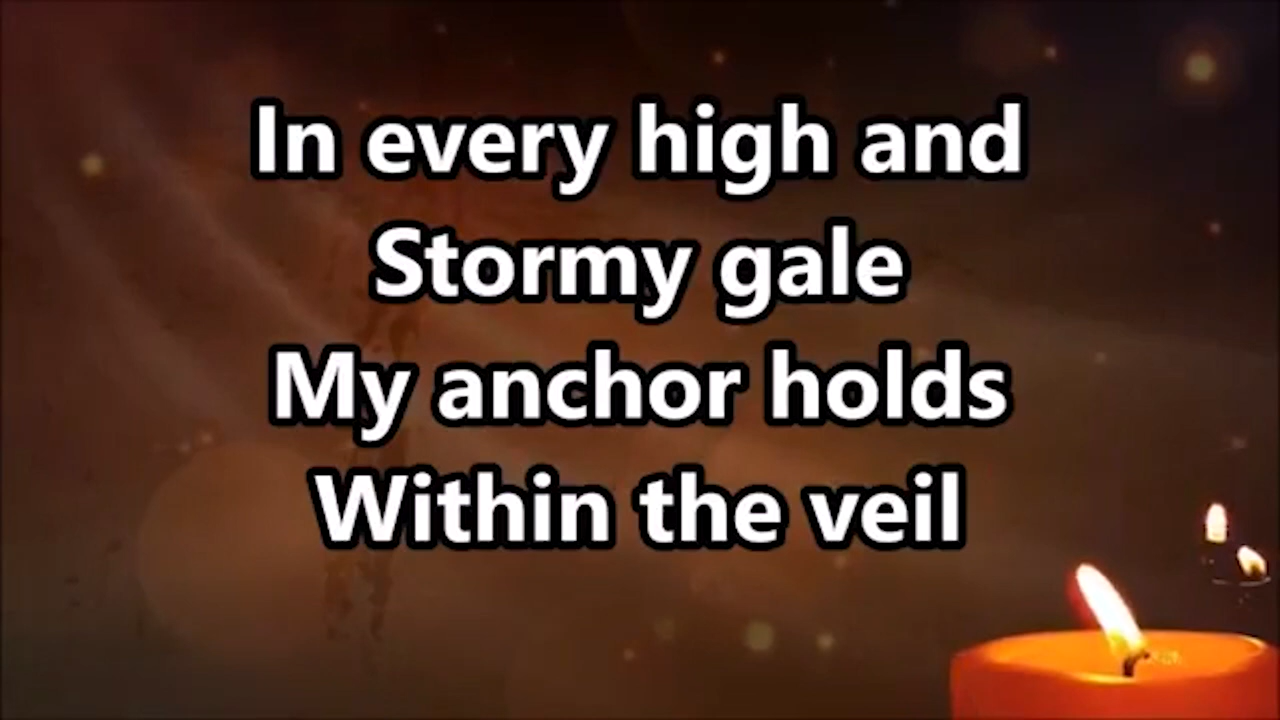 In every high and
Stormy gale
My anchor holds
Within the veil